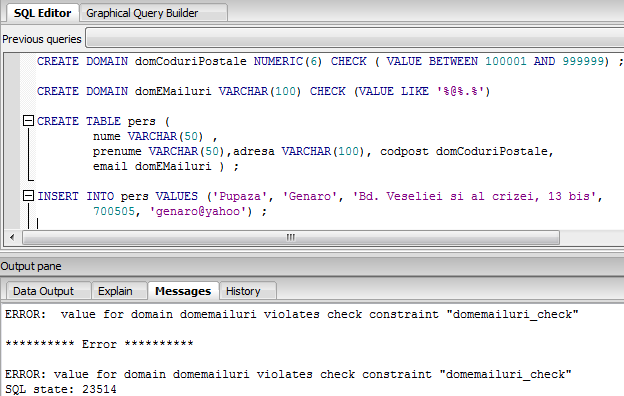 SQL Editor Graphical Query Builder
Previous queries
CREATE DOMAIN domCoduriPostale NUMERIC(6) CHECK ( VALUE BETWEEN 100001 AND 999999) ;
CREATE DOMAIN domEMailuri VARCHAR(100) CHECK (VALUE LIKE '%@%.%')
CREATE TABLE pers (
nume VARCHAR(50) ,
prenume VARCHAR(50),adresa VARCHAR(100), codpost domCoduriPostale,
email domEMailuri ) ;
INSERT INTO pers VALUES ('Pupaza', 'Genaro', 'Bd. Veseliei si al crizei, 13 bis',
700505, 'genaro@yahoo') ;
Output pane
Data Output Explain Messages History
ERROR:  value for domain domemailuri violates check constraint "domemailuri_check"
********** Error **********
ERROR: value for domain domemailuri violates check constraint "domemailuri_check"
SQL state: 23514